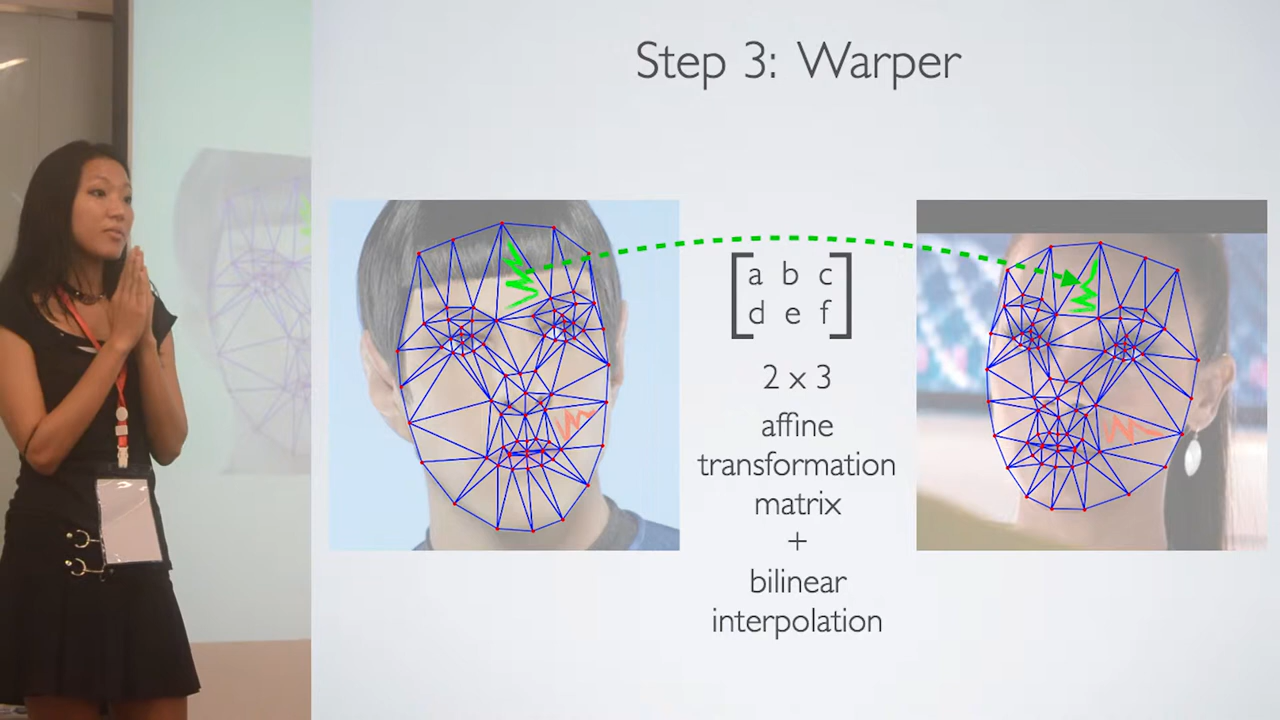 Step 3: Warper
a b c
d e f
2 x 3
affine
transformation
matrix
+
bilinear
interpolation